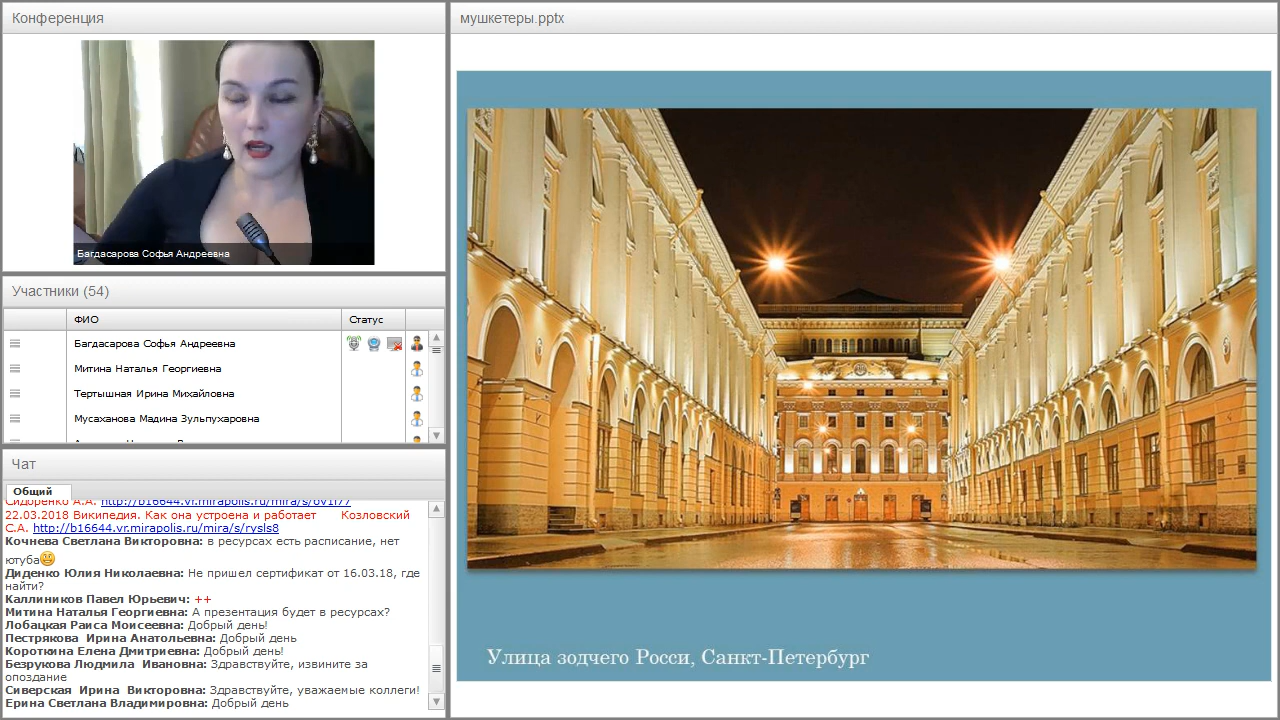 Конференция
Багдасарова Софья Андреевна
Участники (54)
ФИО
Статус
Багдасарова Софья Андреевна
Митина Наталья Георгиевна
Тертышная Ирина Михайловна
Мусаханова Мадина Зульпухаровна
Чат
Общий
Сидоренко А.А. http://b16644.vr.mirapolis.ru/mira/s/
22.03.2018 Википедия. Как она устроена и работает Козловский
С.А. http://b16644.vr.mirapolis.ru/mira/s/rysls8
Кочнева Светлана Викторовна: в ресурсах есть расписание, нет
ютуба
Диденко Юлия Николаевна: Не пришел сертификат от 16.03.18, где
найти?
Каллиников Павел Юрьевич: ++
Митина Наталья Георгиевна: А презентация будет в ресурсах?
Лобацкая Раиса Моисеевна: Добрый день!
Пестрякова Ирина Анатольевна: Добрый день
Короткина Елена Дмитриевна: Добрый день!
Безрукова Людмила Ивановна: Здравствуйте, извините за
опоздание
Сиверская Ирина Викторовна: Здравствуйте, уважаемые коллеги!
Ерина Светлана Владимировна: Добрый день
мушкетеры.pptx
Улица зодчего Росси, Санкт-Петербург